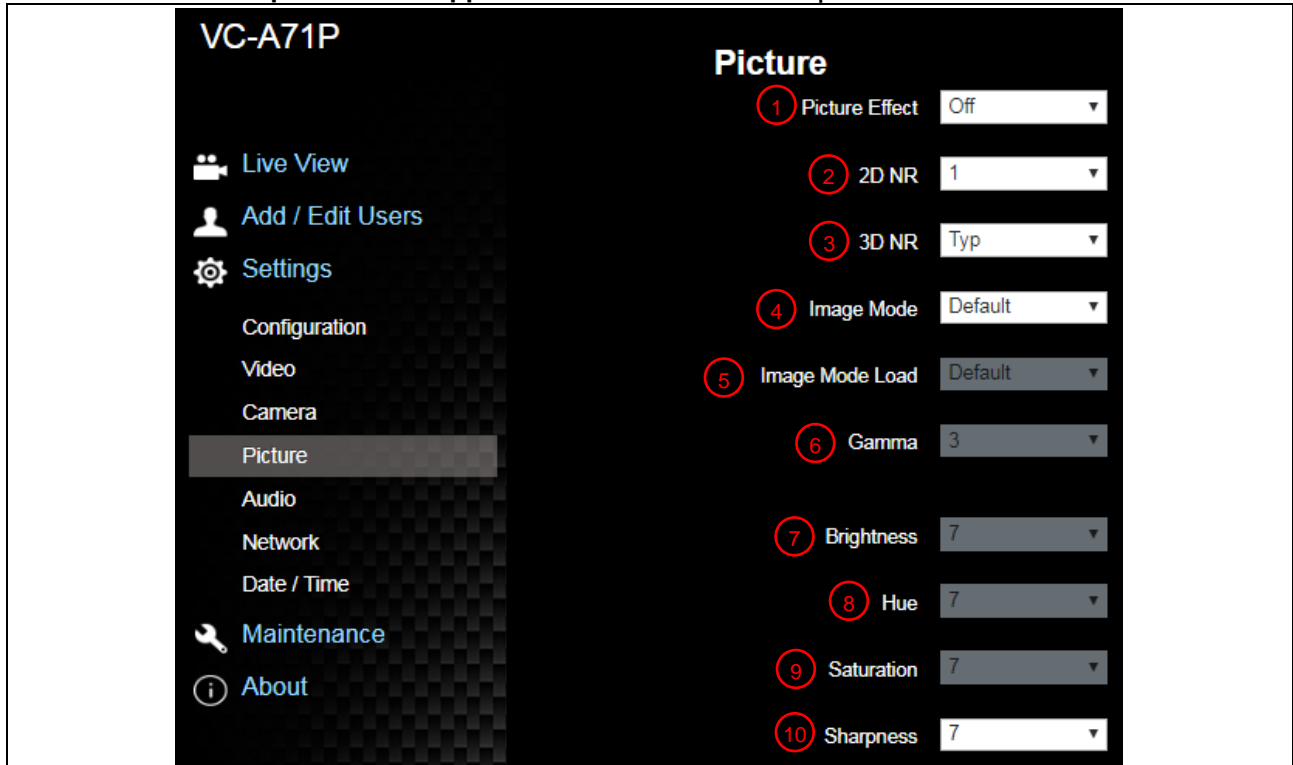 VC-A71P
Live View
Add / Edit Users
Settings
Configuration
Video
Camera
Picture
Audio
Network
Date / Time
Maintenance
About
Picture
1 Picture Effect Off
2 2D NR 1
3 3D NR Typ
4 Image Mode Default
5 Image Mode Load Default
6 Gamma 3
7 Brightness 7
8 Hue 7
9 Saturation 7
10 Sharpness 7